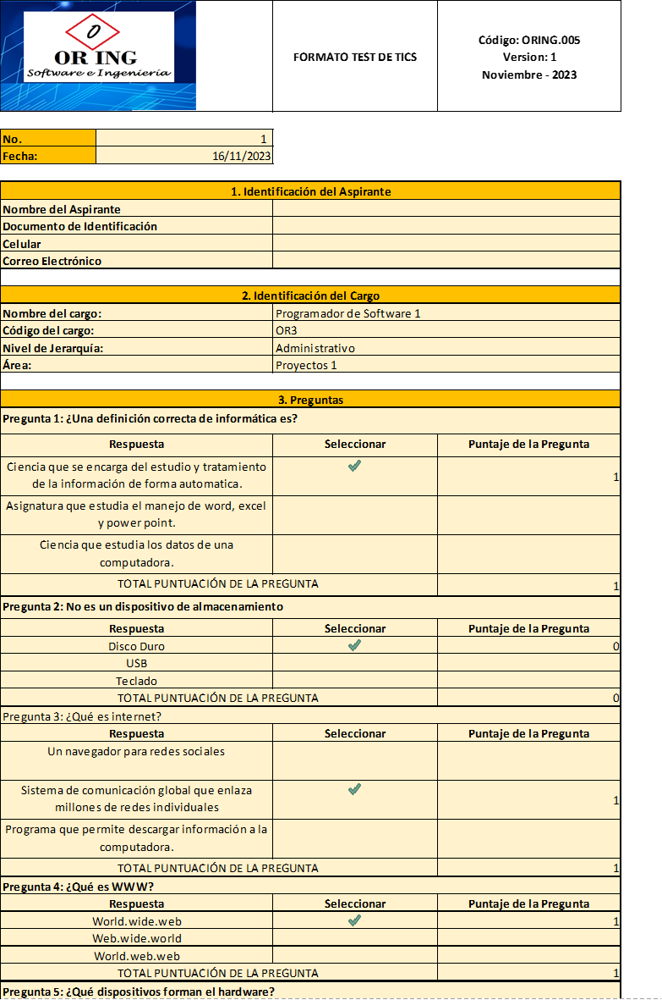 O
OR ING
Software e Ingeniería
FORMATO TEST DE TICS
Código: ORING.005
Version: 1
Noviembre - 2023
No. 1
Fecha: 16/11/2023
1. Identificación del Aspirante
Nombre del Aspirante
Documento de Identificación
Celular
Correo Electrónico
2. Identificación del Cargo
Nombre del cargo: Programador de Software 1
Código del cargo: OR3
Nivel de Jerarquía: Administrativo
Área: Proyectos 1
3. Preguntas
Pregunta 1: ¿Una definición correcta de informática es?
Respuesta Seleccionar Puntaje de la Pregunta
Ciencia que se encarga del estudio y tratamiento
de la información de forma automatica.
1
Asignatura que estudia el manejo de word, excel
y power point.
Ciencia que estudia los datos de una
computadora.
TOTAL PUNTUACIÓN DE LA PREGUNTA 1
Pregunta 2: No es un dispositivo de almacenamiento
Respuesta Seleccionar Puntaje de la Pregunta
Disco Duro 0
USB
Teclado
TOTAL PUNTUACIÓN DE LA PREGUNTA 0
Pregunta 3: ¿Qué es internet?
Respuesta Seleccionar Puntaje de la Pregunta
Un navegador para redes sociales
Sistema de comunicación global que enlaza
millones de redes individuales
1
Programa que permite descargar información a la
computadora.
TOTAL PUNTUACIÓN DE LA PREGUNTA 1
Pregunta 4: ¿Qué es WWW?
Respuesta Seleccionar Puntaje de la Pregunta
World.wide.web 1
Web.wide.world
World.web.web
TOTAL PUNTUACIÓN DE LA PREGUNTA 1
Pregunta 5: ¿Qué dispositivos forman el hardware?